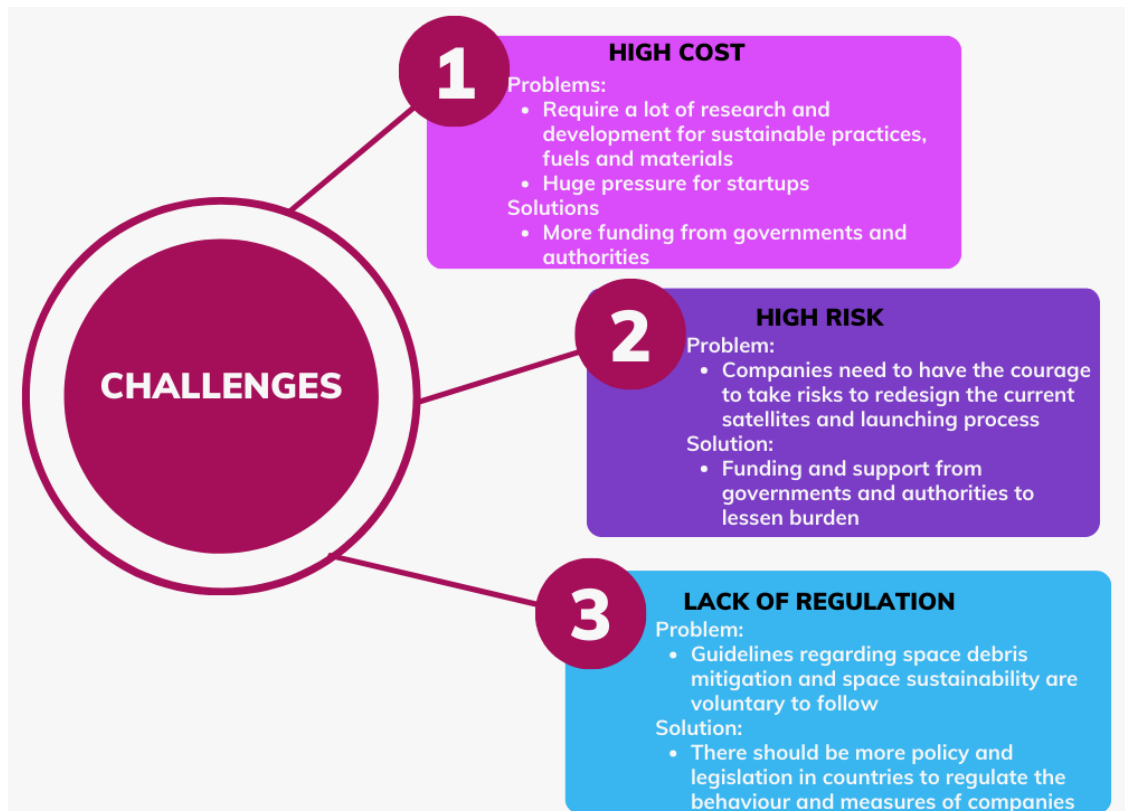 CHALLENGES
1
HIGH COST
Problems:
• Require a lot of research and
development for sustainable practices,
fuels and materials
• Huge pressure for startups
Solutions
• More funding from governments and
authorities
2
HIGH RISK
Problem:
• Companies need to have the courage
to take risks to redesign the current
satellites and launching process
Solution:
• Funding and support from
governments and authorities to
lessen burden
3
LACK OF REGULATION
Problem:
• Guidelines regarding space debris
mitigation and space sustainability are
voluntary to follow
Solution:
• There should be more policy and
legislation in countries to regulate the
behaviour and measures of companies